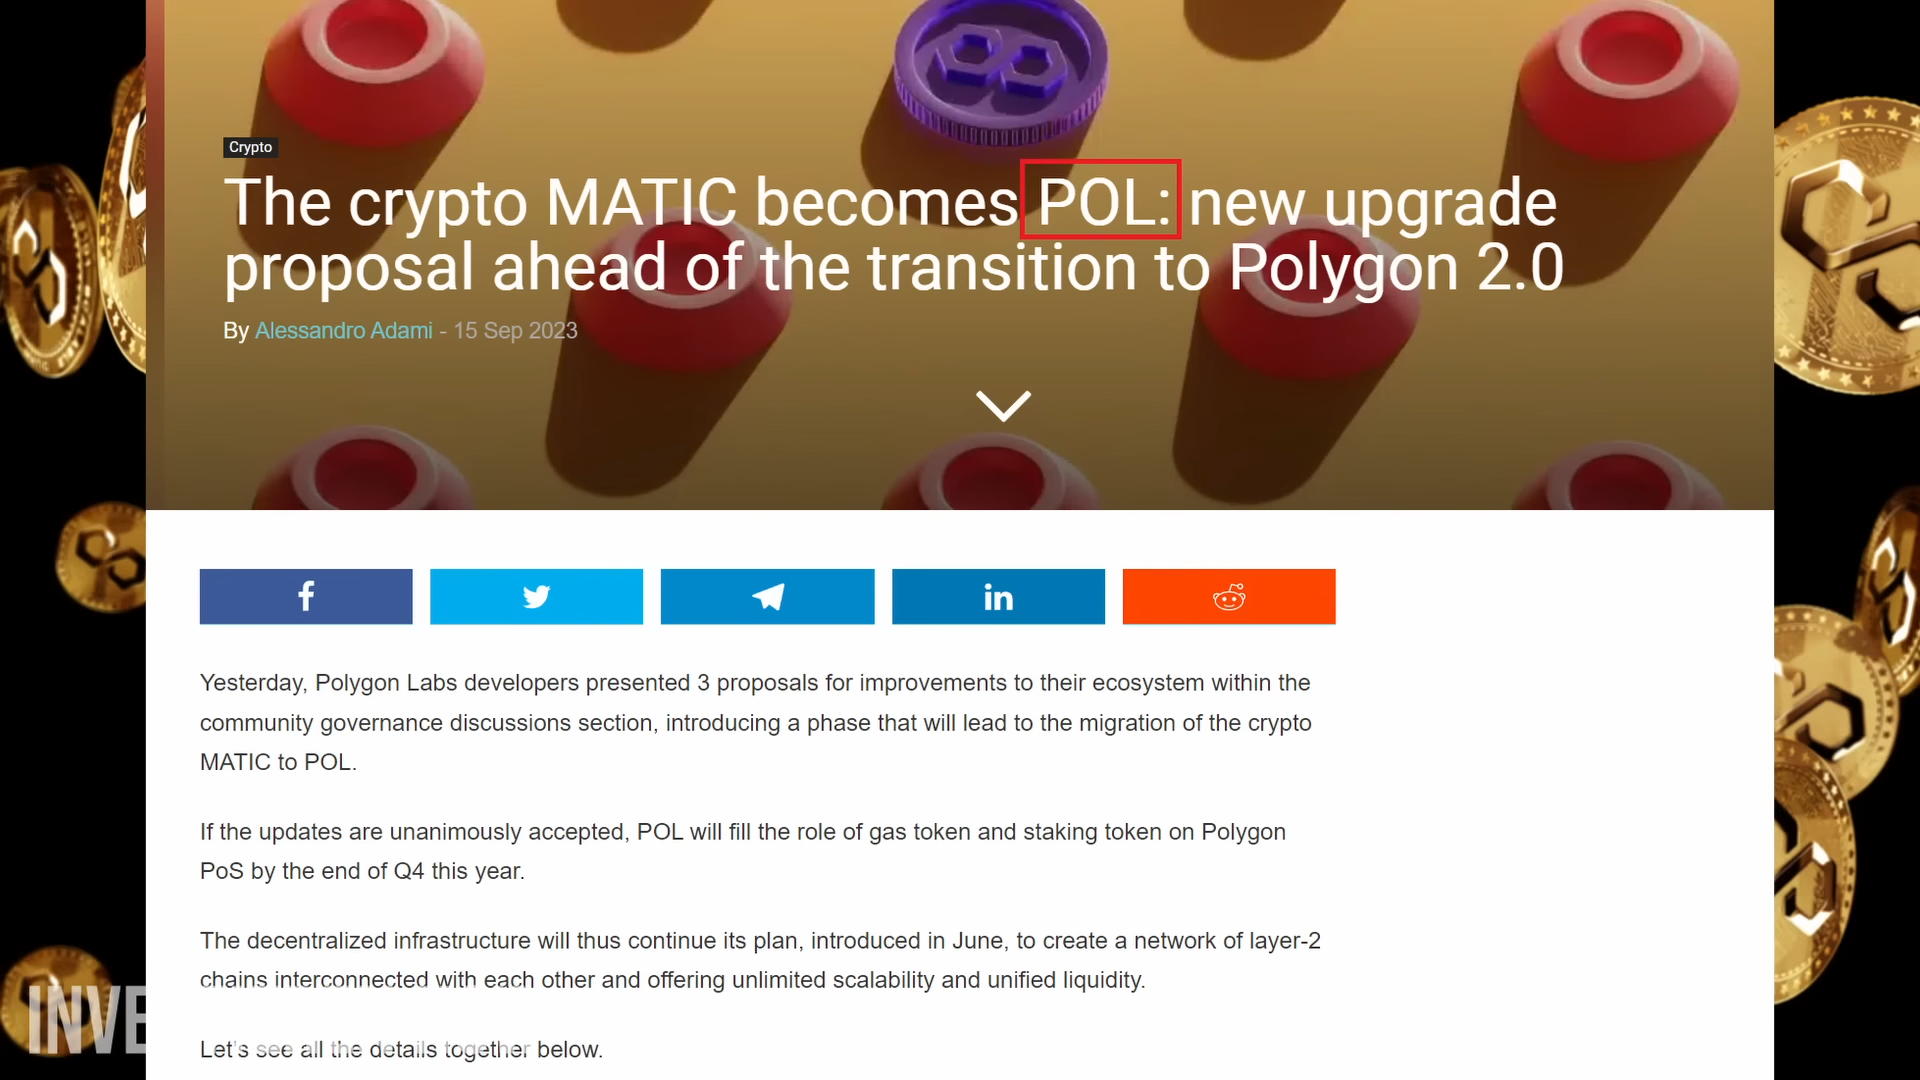 Crypto
The crypto MATIC becomes POL: new upgrade
proposal ahead of the transition to Polygon 2.0
By Alessandro Adami - 15 Sep 2023
Yesterday, Polygon Labs developers presented 3 proposals for improvements to their ecosystem within the
community governance discussions section, introducing a phase that will lead to the migration of the crypto
MATIC to POL.
If the updates are unanimously accepted, POL will fill the role of gas token and staking token on Polygon
PoS by the end of Q4 this year.
The decentralized infrastructure will thus continue its plan, introduced in June, to create a network of layer-2
chains interconnected with each other and offering unlimited scalability and unified liquidity.
Let's see all the details together below.
INVE